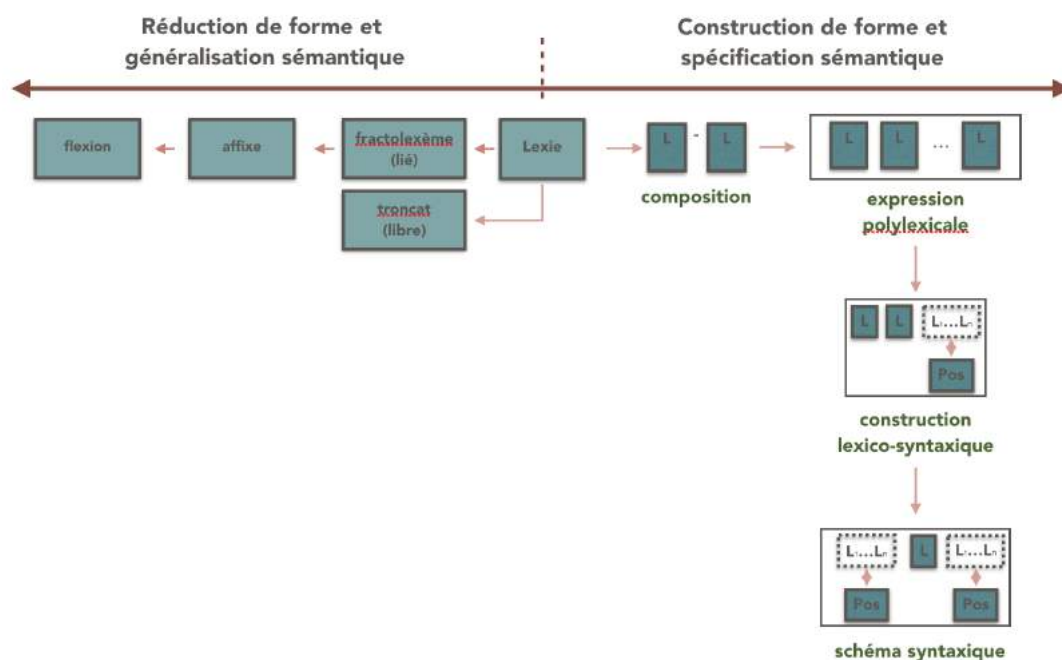 Réduction de forme et
généralisation sémantique
Construction de forme et
spécification sémantique
flexion
affixe
fractolexème
(lié)
Lexie
L - L
L L ... L
troncat
(libre)
composition
expression
polylexicale
L L L₁...Lₙ
Pos
construction
lexico-syntaxique
L₁...Lₙ L L₁...Lₙ
Pos Pos
schéma syntaxique